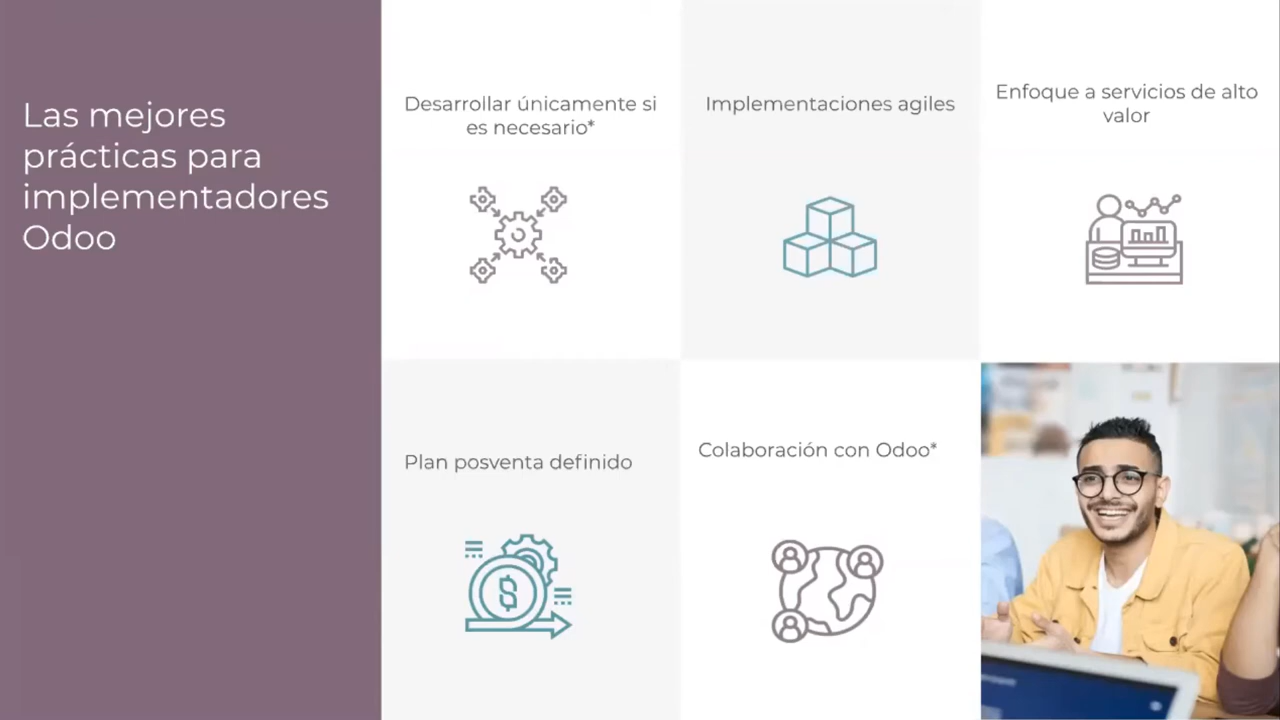 Las mejores
prácticas para
implementadores
Odoo
Desarrollar únicamente si
es necesario*
Implementaciones agiles
Enfoque a servicios de alto
valor
Plan posventa definido
Colaboración con Odoo*